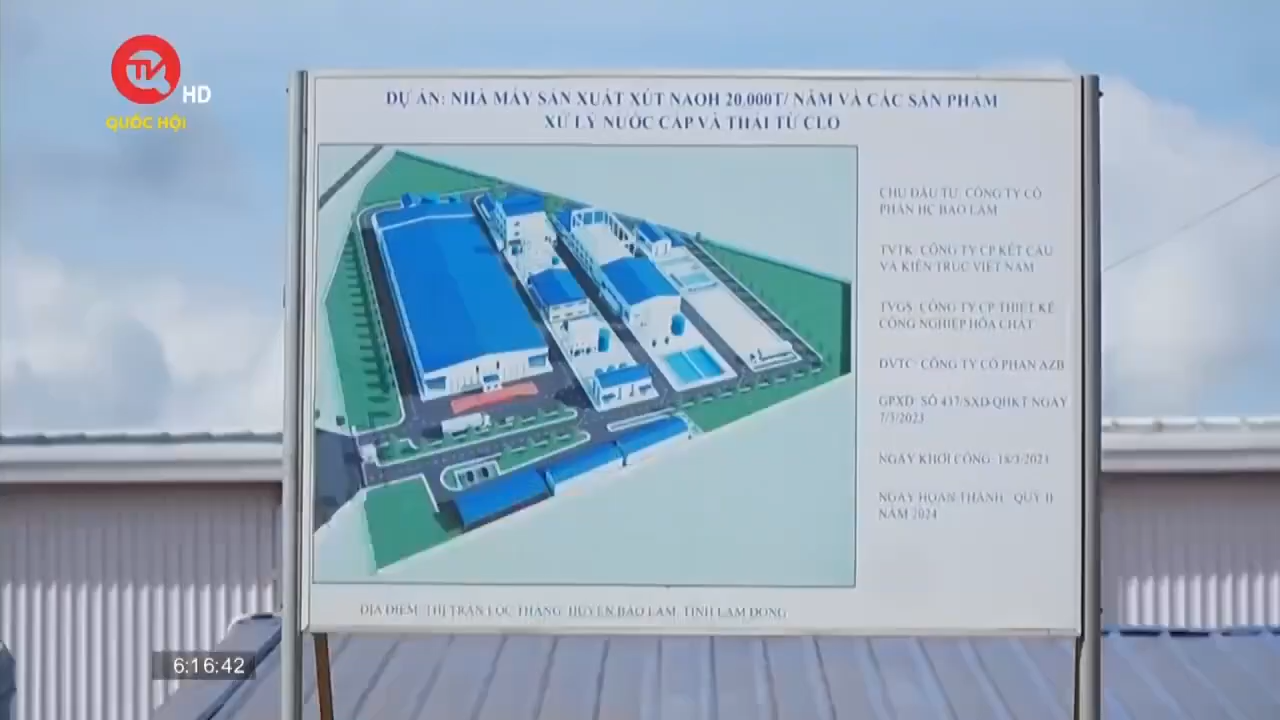 TVQ
HD
QUỐC HỘI
DỰ ÁN: NHÀ MÁY SẢN XUẤT XÚT NAOH 20.000T/ NĂM VÀ CÁC SẢN PHẨM
XỬ LÝ NƯỚC CẤP VÀ THẢI TỪ CLO
CHỦ ĐẦU TƯ: CÔNG TY CỔ
PHẦN HC BẢO LÂM
TVTK: CÔNG TY CP KẾT CẤU
VÀ KIẾN TRÚC VIỆT NAM
TVGS: CÔNG TY CP THIẾT KẾ
CÔNG NGHIỆP HÓA CHẤT
DVTC: CÔNG TY CỔ PHẦN AZB
GPXD: SỐ 437/SXD-QHKT NGÀY
7/3/2023
NGÀY KHỞI CÔNG: 18/3/2023
NGÀY HOÀN THÀNH: QUÝ II
NĂM 2024
ĐỊA ĐIỂM: THỊ TRẤN LỘC THẮNG, HUYỆN BẢO LÂM, TỈNH LÂM ĐỒNG
6:16:42